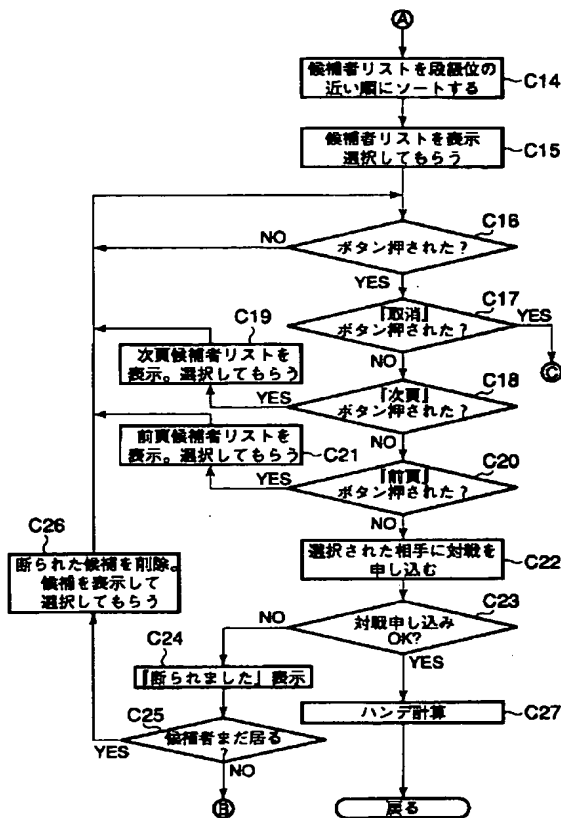 A
候補者リストを段級位の
近い順にソートする
C14
候補者リストを表示
選択してもらう
C15
C16
ボタン押された?
NO
YES
C17
『取消』
ボタン押された?
YES
C
NO
C19
次頁候補者リストを
表示。選択してもらう
C18
『次頁』
ボタン押された?
YES
NO
前頁候補者リストを
表示。選択してもらう
C21
C20
『前頁』
ボタン押された?
YES
NO
C26
断られた候補を削除。
候補を表示して
選択してもらう
選択された相手に対戦を
申し込む
C22
C23
対戦申し込み
OK?
NO
YES
C24
『断られました」表示
C25
候補者まだ居る
?
YES
NO
B
ハンデ計算
C27
戻る